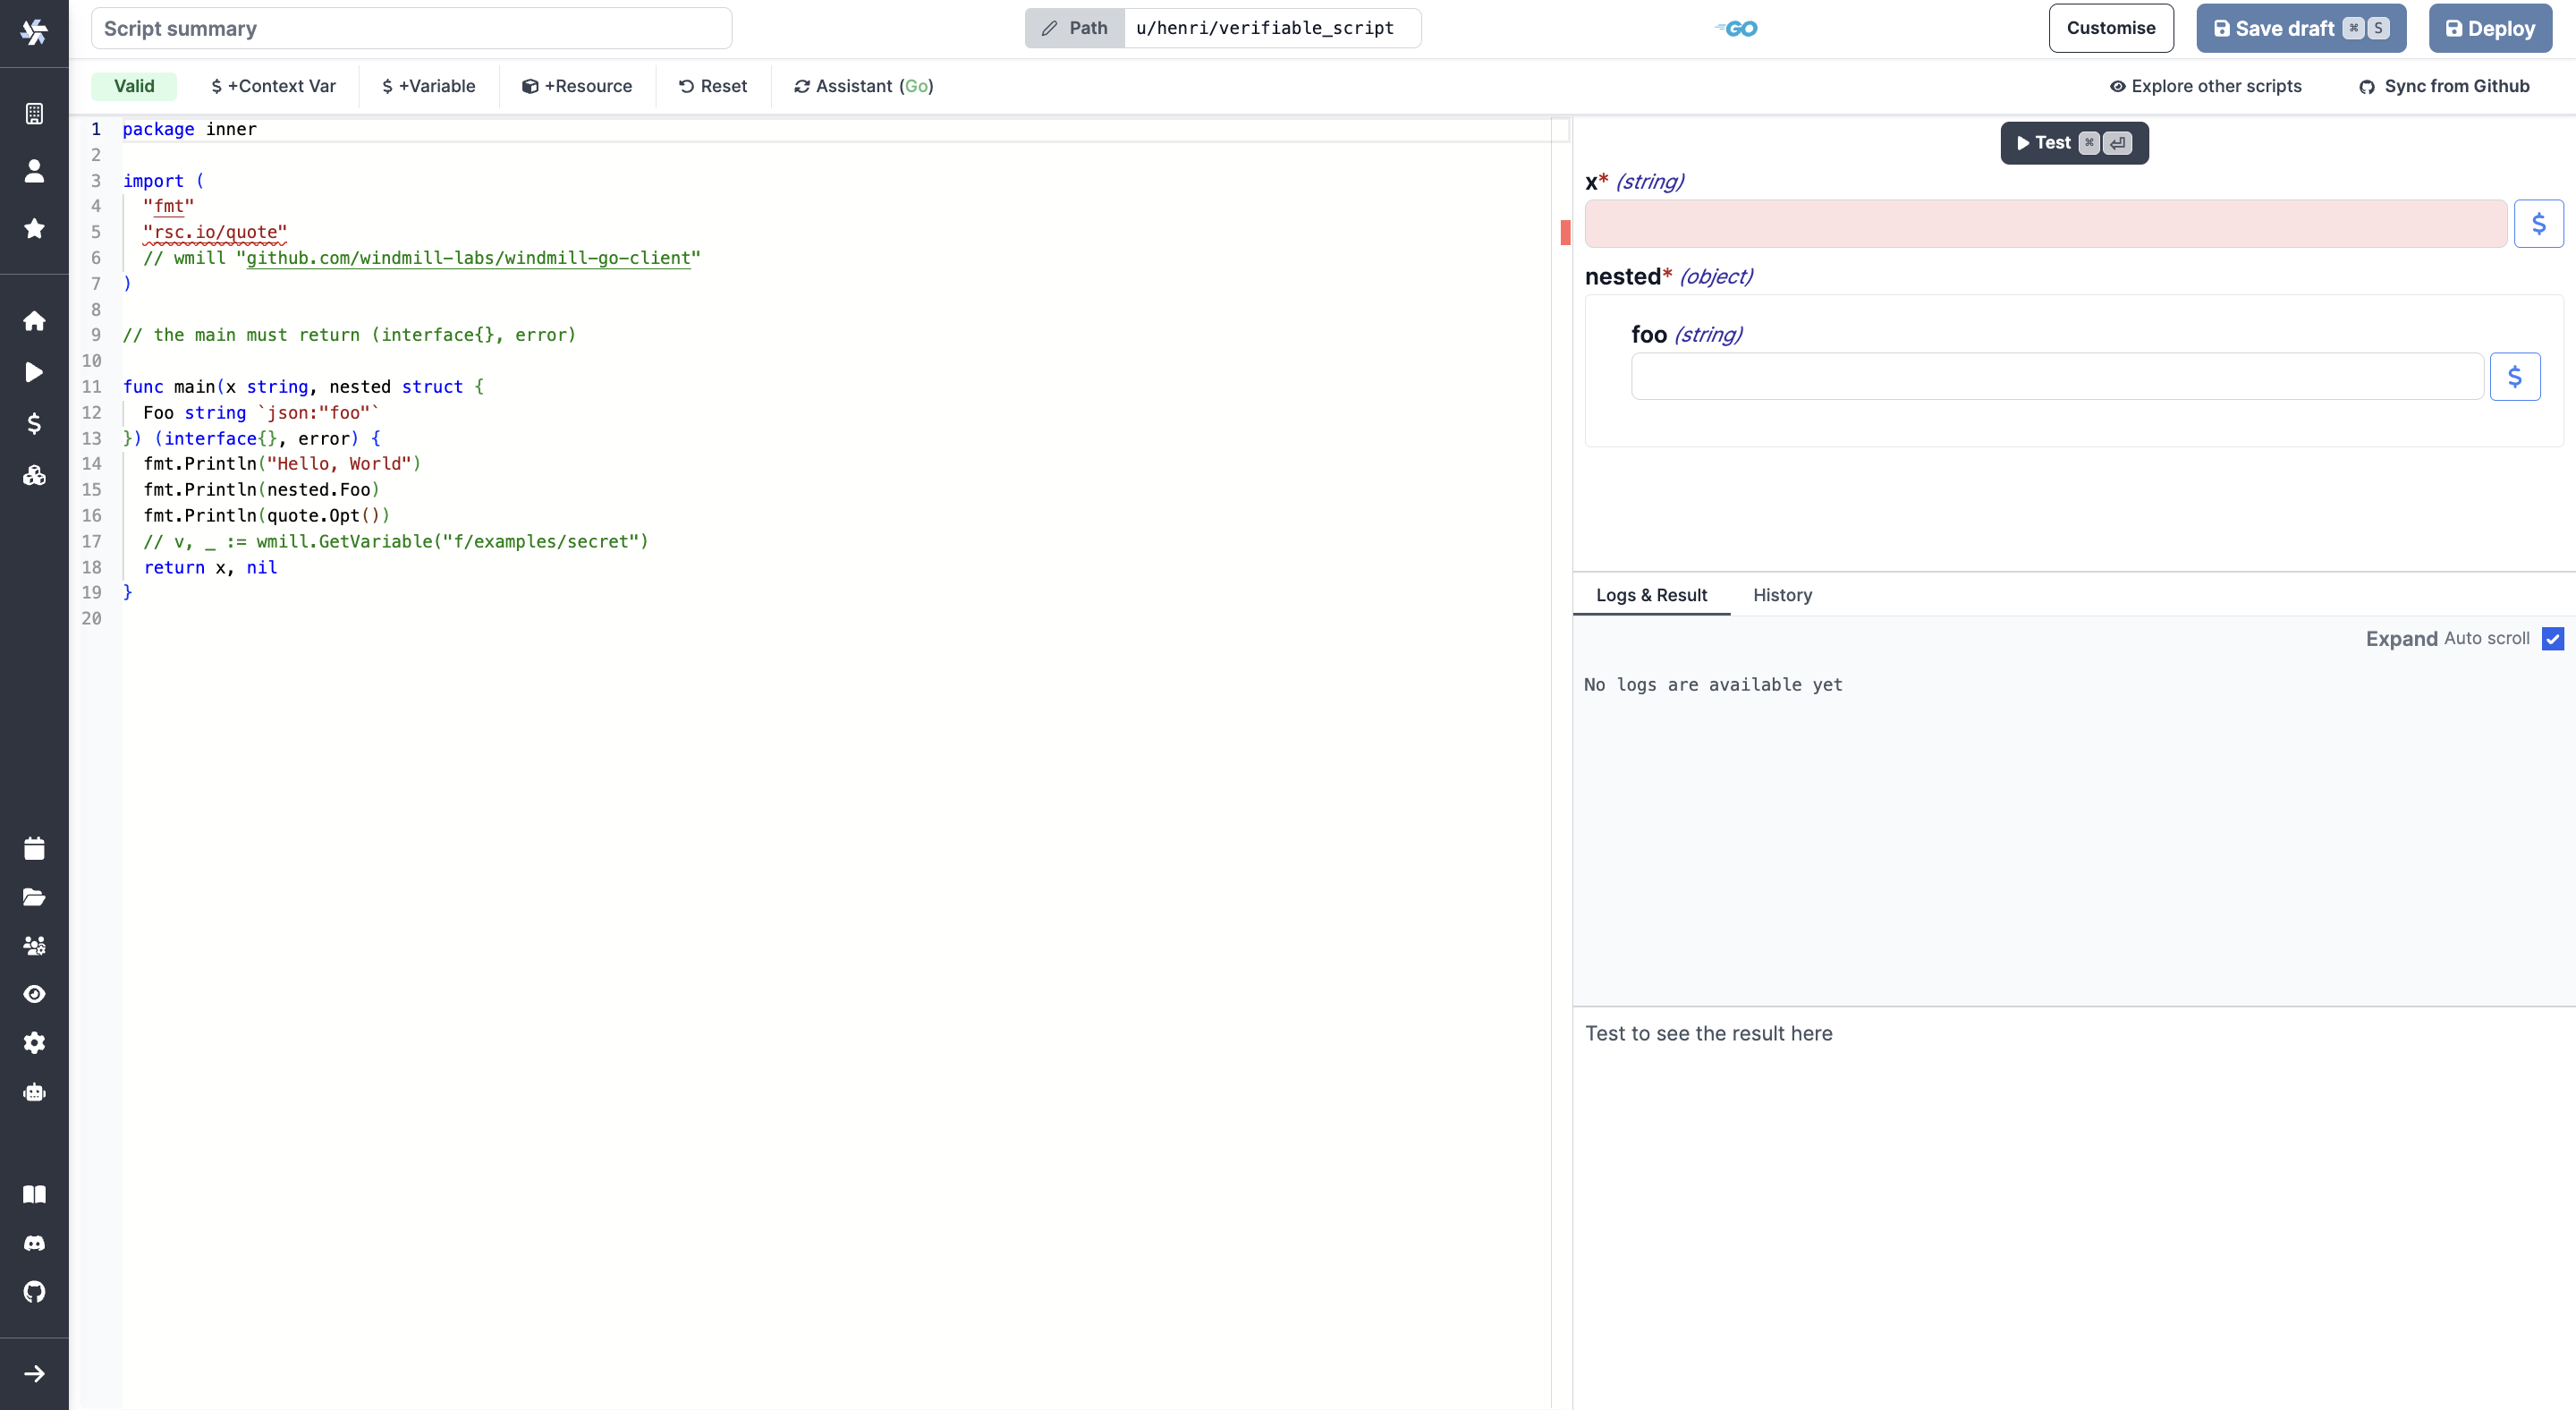 Script summary
Path
u/henri/verifiable_script
GO
Customise
Save draft ⌘ S
Deploy
Valid
$ +Context Var
$ +Variable
+Resource
Reset
Assistant (Go)
Explore other scripts
Sync from Github
1 package inner
2
3 import (
4 "fmt"
5 "rsc.io/quote"
6 // wmill "github.com/windmill-labs/windmill-go-client"
7 )
8
9 // the main must return (interface{}, error)
10
11 func main(x string, nested struct {
12 Foo string `json:"foo"`
13 }) (interface{}, error) {
14 fmt.Println("Hello, World")
15 fmt.Println(nested.Foo)
16 fmt.Println(quote.Opt())
17 // v, _ := wmill.GetVariable("f/examples/secret")
18 return x, nil
19 }
20
Test ⌘ ⏎
x* (string)
$
nested* (object)
foo (string)
$
Logs & Result
History
Expand Auto scroll
No logs are available yet
Test to see the result here